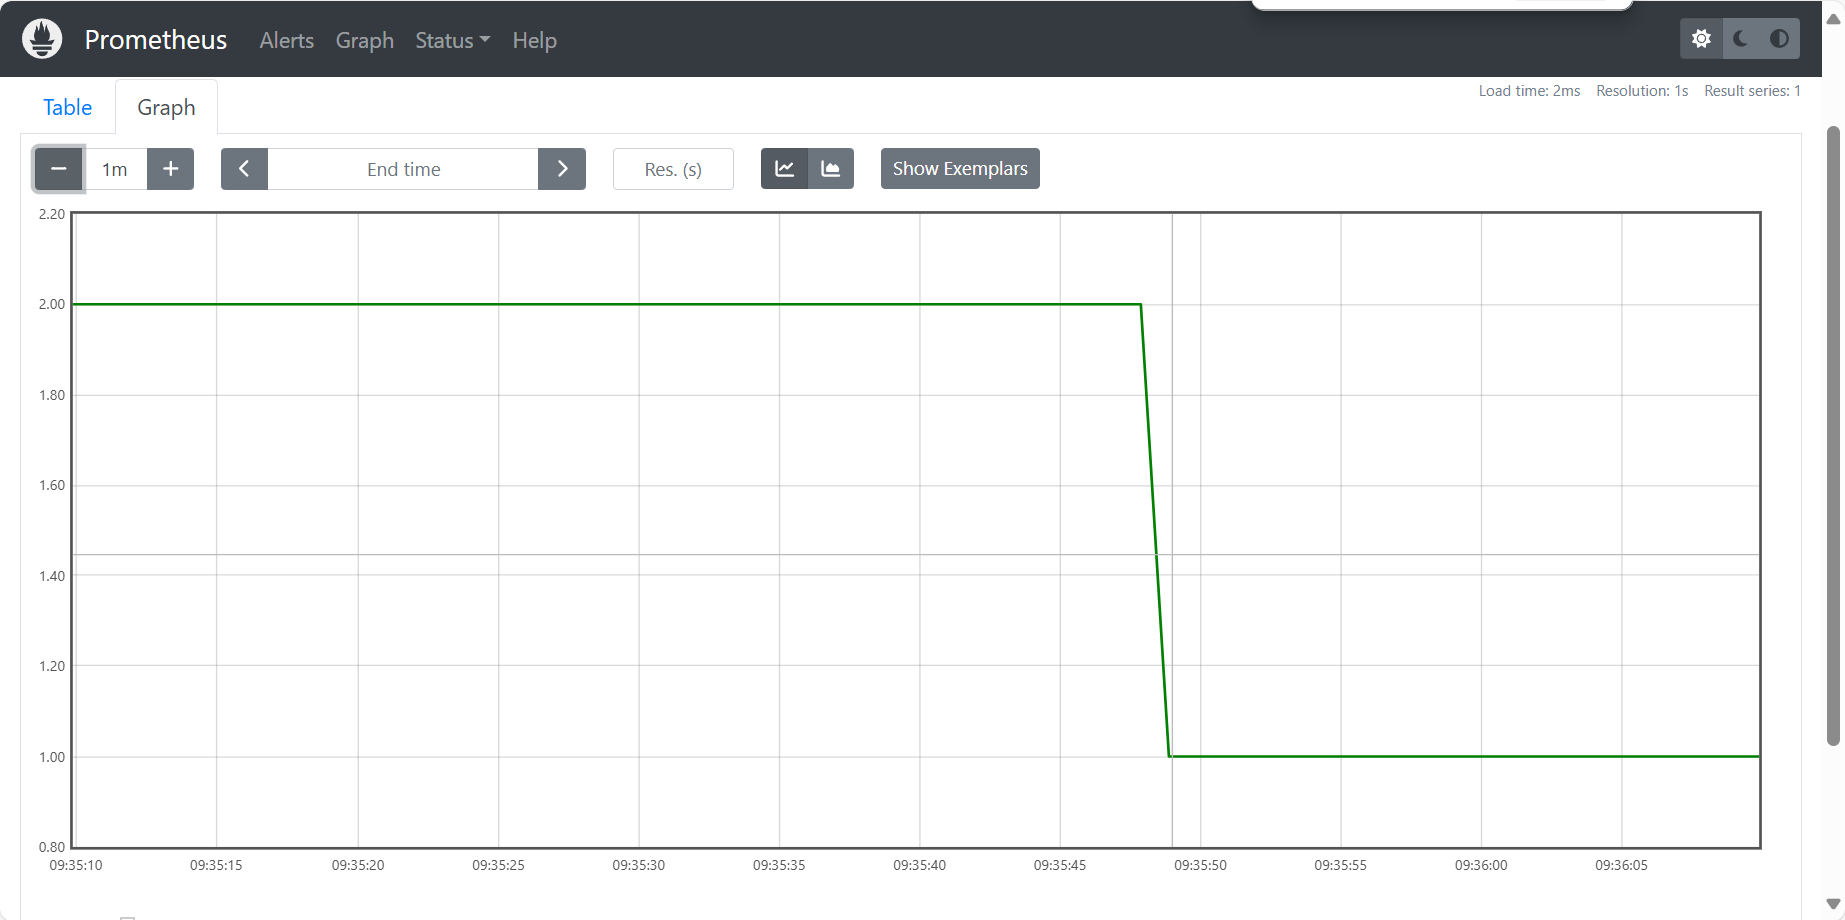 Prometheus Alerts Graph Status Help
Load time: 2ms Resolution: 1s Result series: 1
Table Graph
1m End time Res. (s) Show Exemplars
2.20
2.00
1.80
1.60
1.40
1.20
1.00
0.80
09:35:10 09:35:15 09:35:20 09:35:25 09:35:30 09:35:35 09:35:40 09:35:45 09:35:50 09:35:55 09:36:00 09:36:05